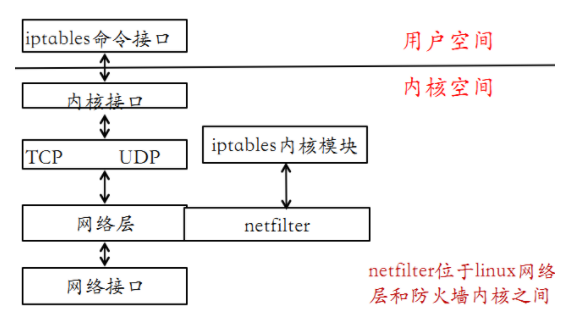 iptables命令接口
用户空间
内核空间
内核接口
TCP UDP
iptables内核模块
网络层
netfilter
网络接口
netfilter位于linux网络
层和防火墙内核之间